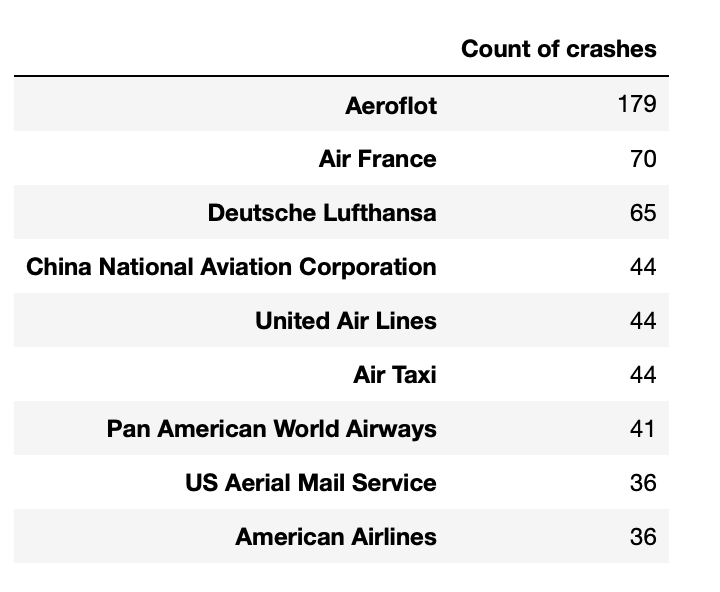 Count of crashes
Aeroflot 179
Air France 70
Deutsche Lufthansa 65
China National Aviation Corporation 44
United Air Lines 44
Air Taxi 44
Pan American World Airways 41
US Aerial Mail Service 36
American Airlines 36